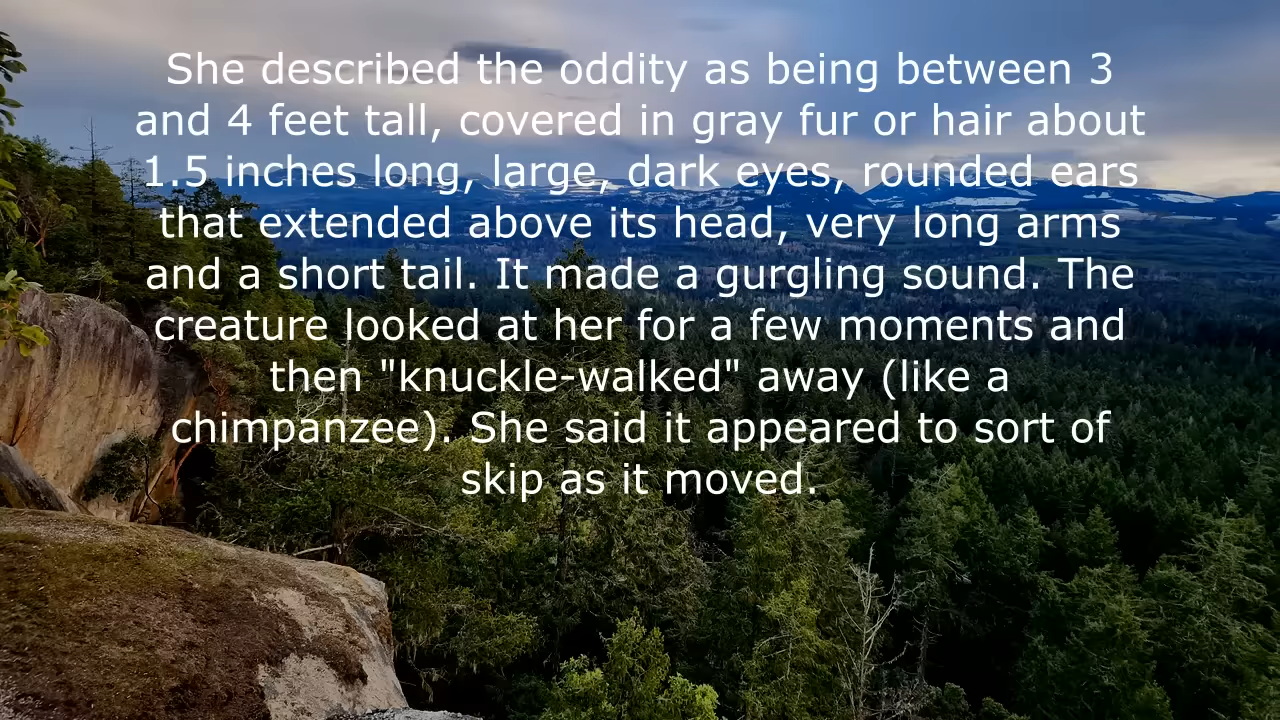 She described the oddity as being between 3
and 4 feet tall, covered in gray fur or hair about
1.5 inches long, large, dark eyes, rounded ears
that extended above its head, very long arms
and a short tail. It made a gurgling sound. The
creature looked at her for a few moments and
then "knuckle-walked" away (like a
chimpanzee). She said it appeared to sort of
skip as it moved.